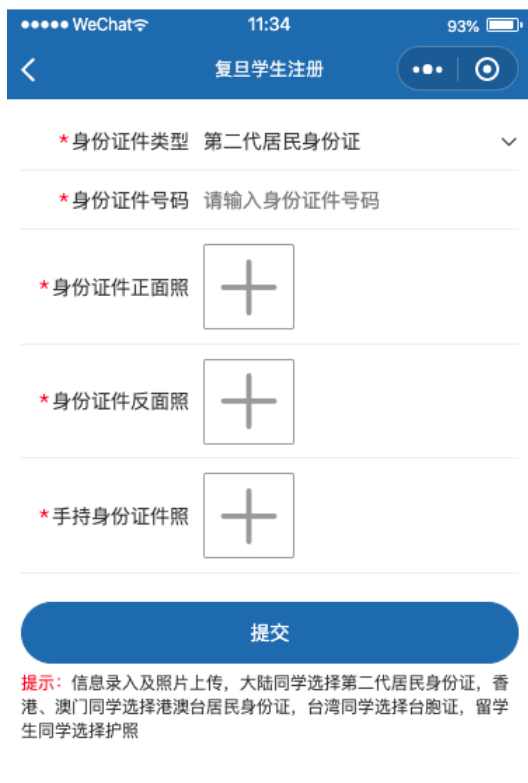 WeChat 11:34 93%
复旦学生注册
*身份证件类型 第二代居民身份证
*身份证件号码 请输入身份证件号码
*身份证件正面照
*身份证件反面照
*手持身份证件照
提交
提示：信息录入及照片上传，大陆同学选择第二代居民身份证，香
港、澳门同学选择港澳台居民身份证，台湾同学选择台胞证，留学
生同学选择护照